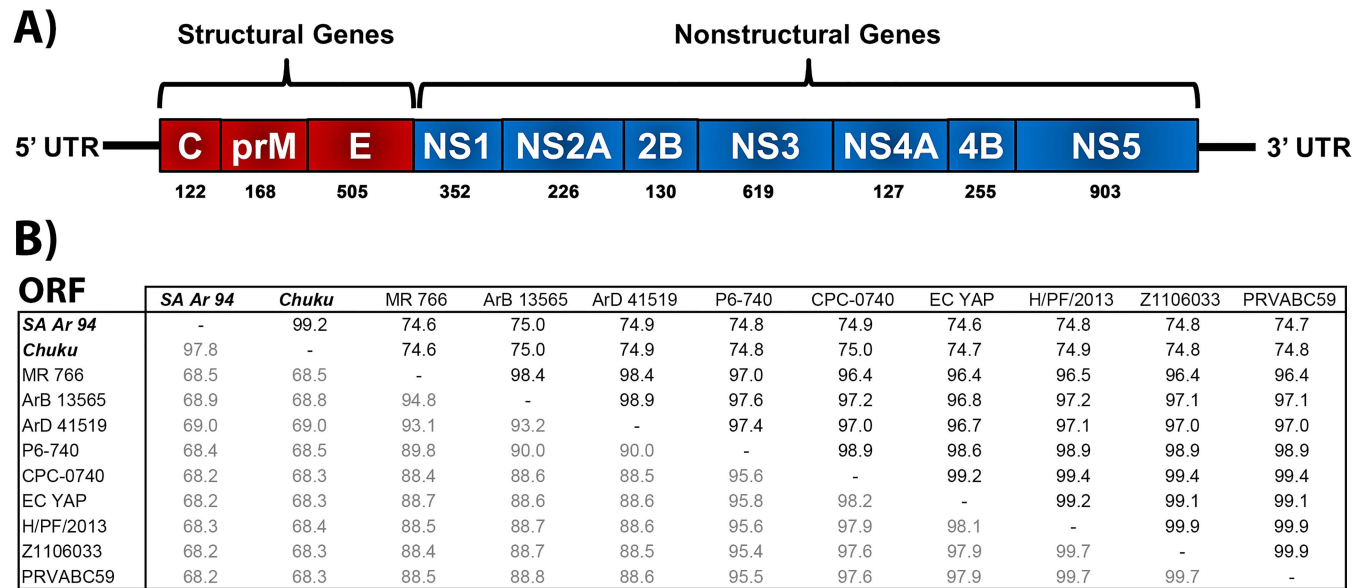 A)
Structural Genes Nonstructural Genes
5’ UTR C prM E NS1 NS2A 2B NS3 NS4A 4B NS5 3’ UTR
122 168 505 352 226 130 619 127 255 903
B)
ORF
SA Ar 94 Chuku MR 766 ArB 13565 ArD 41519 P6-740 CPC-0740 EC YAP H/PF/2013 Z1106033 PRVABC59
SA Ar 94 - 99.2 74.6 75.0 74.9 74.8 74.9 74.6 74.8 74.8 74.7
Chuku 97.8 - 74.6 75.0 74.9 74.8 75.0 74.7 74.9 74.8 74.8
MR 766 68.5 68.5 - 98.4 98.4 97.0 96.4 96.4 96.5 96.4 96.4
ArB 13565 68.9 68.8 94.8 - 98.9 97.6 97.2 96.8 97.2 97.1 97.1
ArD 41519 69.0 69.0 93.1 93.2 - 97.4 97.0 96.7 97.1 97.0 97.0
P6-740 68.4 68.5 89.8 90.0 90.0 - 98.9 98.6 98.9 98.9 98.9
CPC-0740 68.2 68.3 88.4 88.6 88.5 95.6 - 99.2 99.4 99.4 99.4
EC YAP 68.2 68.3 88.7 88.6 88.6 95.8 98.2 - 99.2 99.1 99.1
H/PF/2013 68.3 68.4 88.5 88.7 88.6 95.6 97.9 98.1 - 99.9 99.9
Z1106033 68.2 68.3 88.4 88.7 88.5 95.4 97.6 97.9 99.7 - 99.9
PRVABC59 68.2 68.3 88.5 88.8 88.6 95.5 97.6 97.9 99.7 99.7 -